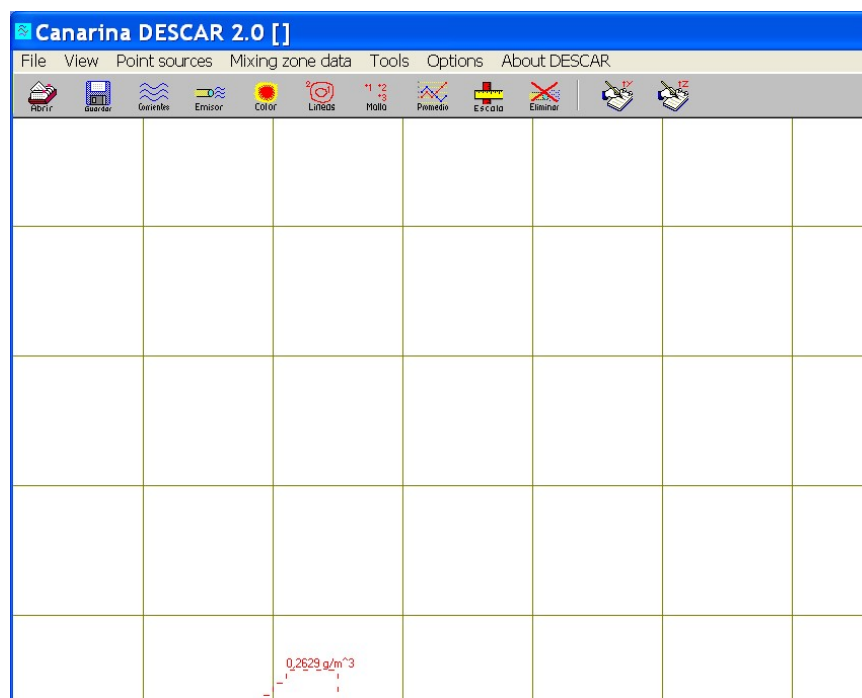 Canarina DESCAR 2.0 []
File View Point sources Mixing zone data Tools Options About DESCAR
Abrir Guardar Corrientes Emisor Color Lineas Malla Promedio Escala Eliminar
0,2629 g/m^3